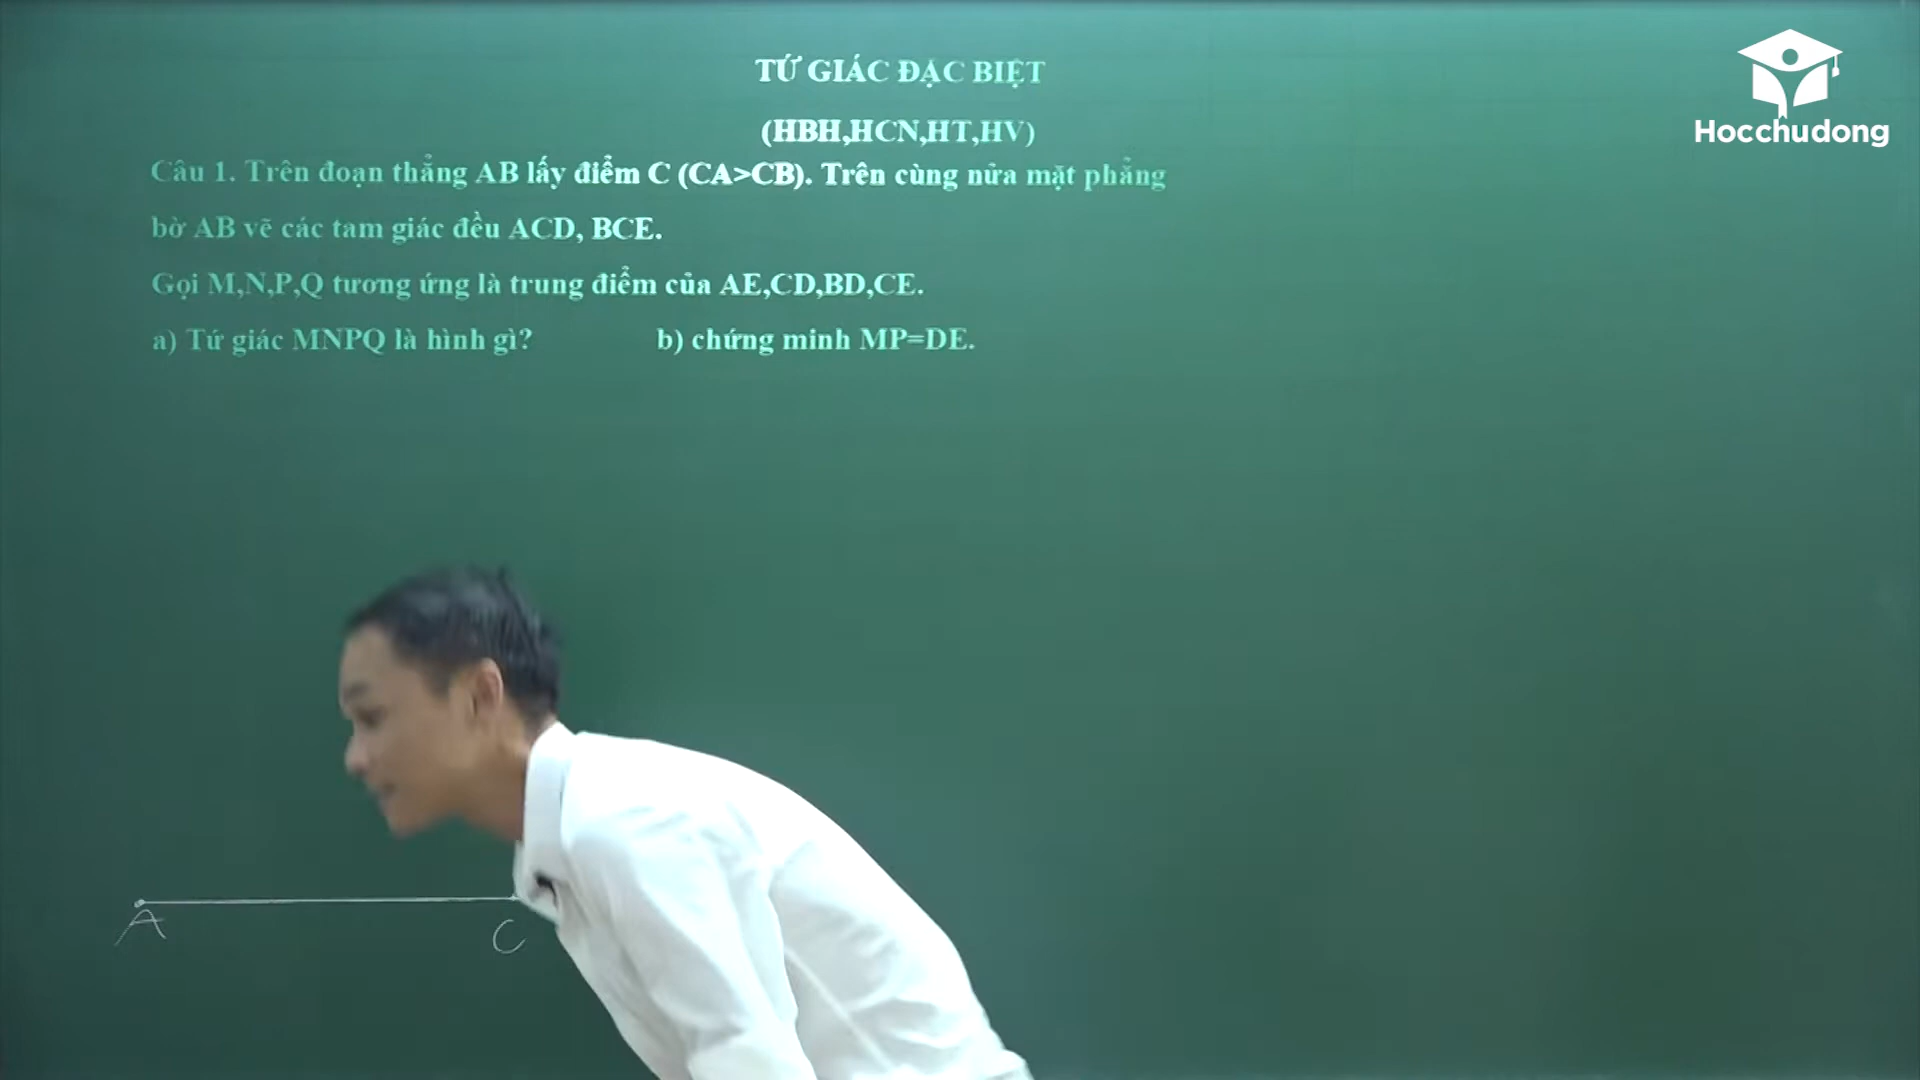 Hocchudong
TỨ GIÁC ĐẶC BIỆT
(HBH,HCN,HT,HV)
Câu 1. Trên đoạn thẳng AB lấy điểm C (CA>CB). Trên cùng nửa mặt phẳng
bờ AB vẽ các tam giác đều ACD, BCE.
Gọi M,N,P,Q tương ứng là trung điểm của AE,CD,BD,CE.
a) Tứ giác MNPQ là hình gì? b) chứng minh MP=DE.
A C